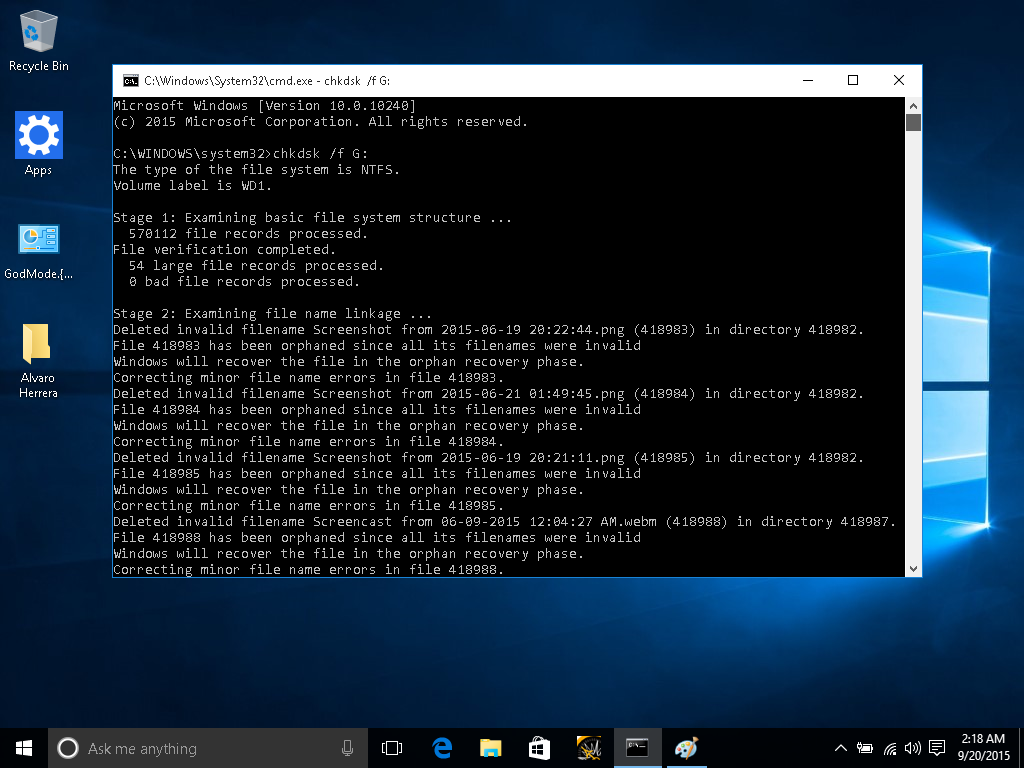 Recycle Bin
Apps
GodMode.{...
Alvaro
Herrera
C:\Windows\System32\cmd.exe - chkdsk  /f G:
Microsoft Windows [Version 10.0.10240]
(c) 2015 Microsoft Corporation. All rights reserved.
C:\WINDOWS\system32>chkdsk /f G:
The type of the file system is NTFS.
Volume label is WD1.
Stage 1: Examining basic file system structure ...
570112 file records processed.
File verification completed.
54 large file records processed.
0 bad file records processed.
Stage 2: Examining file name linkage ...
Deleted invalid filename Screenshot from 2015-06-19 20:22:44.png (418983) in directory 418982.
File 418983 has been orphaned since all its filenames were invalid
Windows will recover the file in the orphan recovery phase.
Correcting minor file name errors in file 418983.
Deleted invalid filename Screenshot from 2015-06-21 01:49:45.png (418984) in directory 418982.
File 418984 has been orphaned since all its filenames were invalid
Windows will recover the file in the orphan recovery phase.
Correcting minor file name errors in file 418984.
Deleted invalid filename Screenshot from 2015-06-19 20:21:11.png (418985) in directory 418982.
File 418985 has been orphaned since all its filenames were invalid
Windows will recover the file in the orphan recovery phase.
Correcting minor file name errors in file 418985.
Deleted invalid filename Screencast from 06-09-2015 12:04:27 AM.webm (418988) in directory 418987.
File 418988 has been orphaned since all its filenames were invalid
Windows will recover the file in the orphan recovery phase.
Correcting minor file name errors in file 418988.
Ask me anything
2:18 AM
9/20/2015